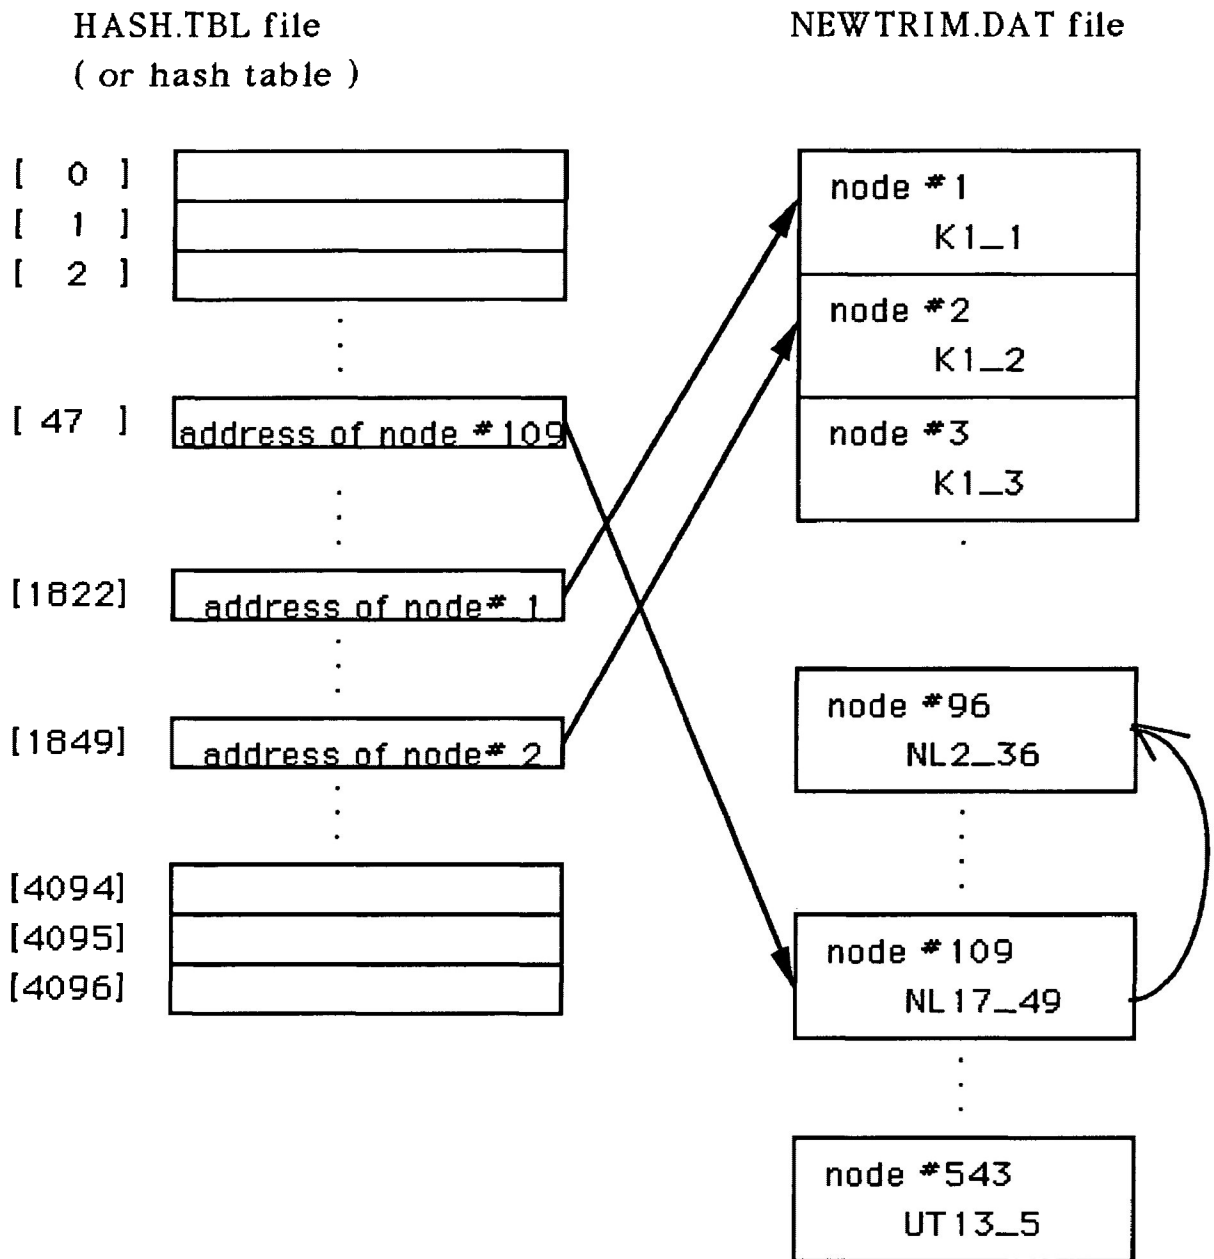 HASH.TBL file
( or hash table )
[ 0 ]
[ 1 ]
[ 2 ]
[ 47 ] address of node #109
[1822] address of node# 1
[1849] address of node# 2
[4094]
[4095]
[4096]
NEWTRIM.DAT file
node #1
K1_1
node #2
K1_2
node #3
K1_3
node #96
NL2_36
node #109
NL17_49
node #543
UT13_5